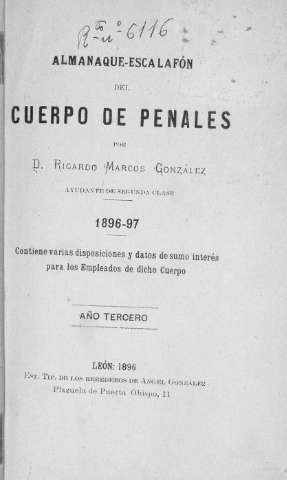 R-to n-o 6116
ALMANAQUE-ESCALAFÓN
DEL
CUERPO DE PENALES
POR
D. RICARDO MARCOS GONZÁLEZ
AYUDANTE DE SEGUNDA CLASE
1896-97
Contiene varias disposiciones y datos de sumo interés
para los Empleados de dicho Cuerpo
AÑO TERCERO
LEÓN: 1896
EST. TIP. DE LOS HEREDEROS DE ANGEL GONZÁLEZ
Plazuela de Puerta Obispo, 11